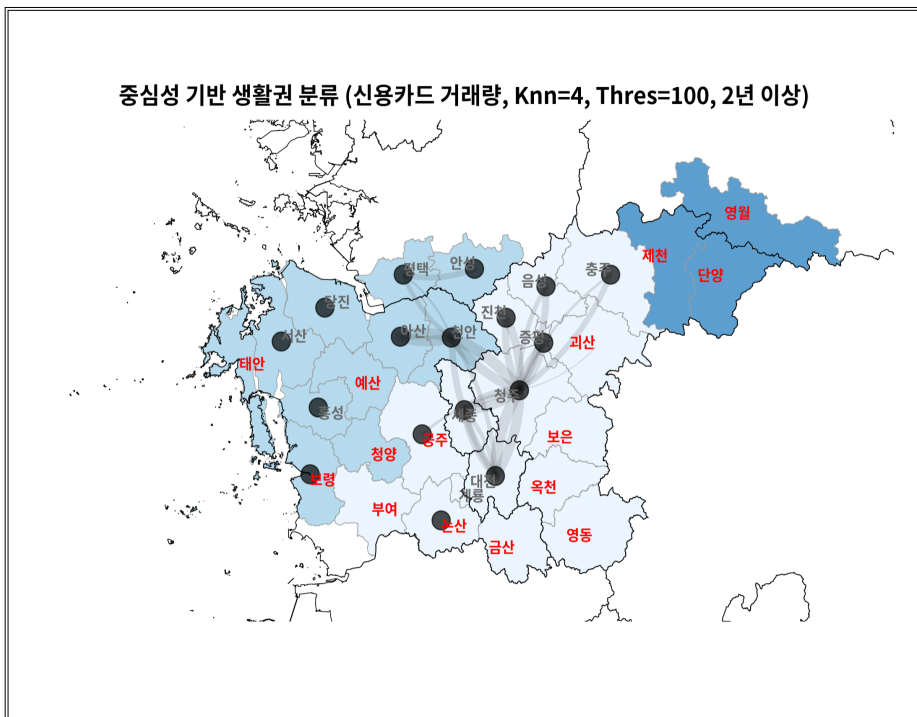 중심성 기반 생활권 분류 (신용카드 거래량, Knn=4, Thres=100, 2년 이상)
영월
제천
단양
안성
평택
충주
음성
당진
진천
아산
천안
증평
서산
괴산
태안
예산
청주
홍성
세종
공주
보은
청양
보령
대전
옥천
계룡
부여
논산
영동
금산